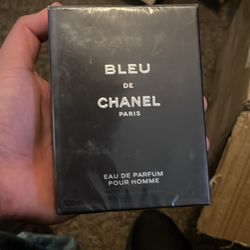 BLEU
DE
CHANEL
PARIS
EAU DE PARFUM
POUR HOMME